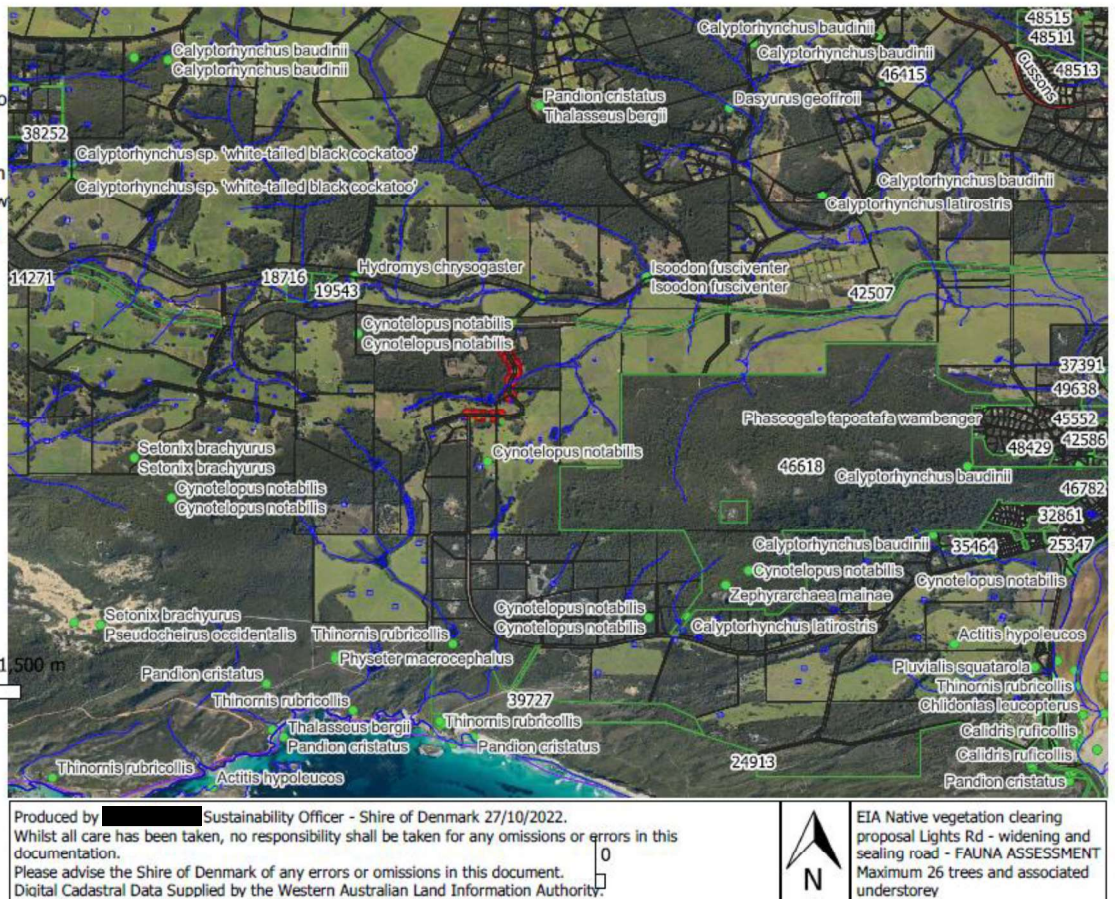 Calyptorhynchus baudinii
48515
48511
Calyptorhynchus baudinii
Calyptorhynchus baudinii
Calyptorhynchus baudinii
Cussons
48513
46415
Pandion cristatus
Dasyurus geoffroii
Thalasseus bergii
38252
Calyptorhynchus sp. 'white-tailed black cockatoo'
Calyptorhynchus sp. 'white-tailed black cockatoo'
Calyptorhynchus baudinii
Calyptorhynchus latirostris
14271
18716
19543
Hydromys chrysogaster
Isoodon fusciventer
Isoodon fusciventer
42507
Cynotelopus notabilis
Cynotelopus notabilis
37391
49638
Phascogale tapoatafa wambenger
45552
42586
48429
Setonix brachyurus
Setonix brachyurus
Cynotelopus notabilis
46618
Calyptorhynchus baudinii
Cynotelopus notabilis
Cynotelopus notabilis
46782
32861
Calyptorhynchus baudinii
35464
25347
Cynotelopus notabilis
Cynotelopus notabilis
Zephyrarchaea mainae
Cynotelopus notabilis
Cynotelopus notabilis
Calyptorhynchus latirostris
Setonix brachyurus
Pseudocheirus occidentalis
Thinornis rubricollis
Actitis hypoleucos
1,500 m
Physeter macrocephalus
Pluvialis squatarola
Pandion cristatus
Thinornis rubricollis
Thinornis rubricollis
39727
Chlidonias leucopterus
Thalasseus bergii
Thinornis rubricollis
Calidris ruficollis
Pandion cristatus
Pandion cristatus
Calidris ruficollis
24913
Thinornis rubricollis
Actitis hypoleucos
Pandion cristatus
Produced by Sustainability Officer - Shire of Denmark 27/10/2022.
Whilst all care has been taken, no responsibility shall be taken for any omissions or errors in this
documentation.
0
Please advise the Shire of Denmark of any errors or omissions in this document.
Digital Cadastral Data Supplied by the Western Australian Land Information Authority.
N
EIA Native vegetation clearing
proposal Lights Rd - widening and
sealing road - FAUNA ASSESSMENT
Maximum 26 trees and associated
understorey